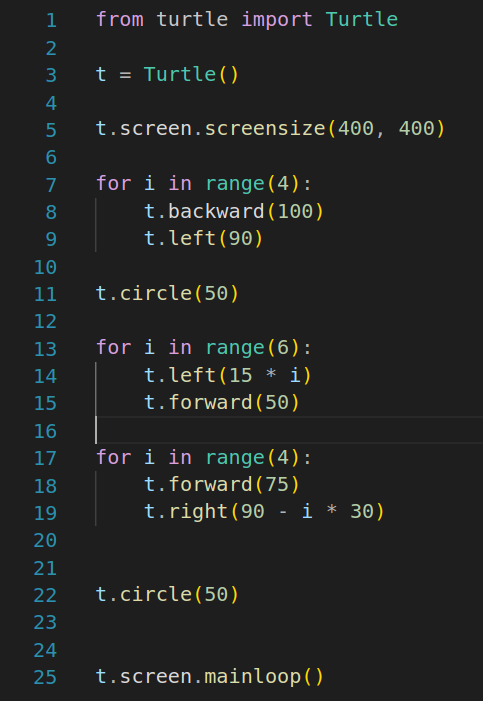 1 from turtle import Turtle
2
3 t = Turtle()
4
5 t.screen.screensize(400, 400)
6
7 for i in range(4):
8     t.backward(100)
9     t.left(90)
10
11 t.circle(50)
12
13 for i in range(6):
14     t.left(15 * i)
15     t.forward(50)
16
17 for i in range(4):
18     t.forward(75)
19     t.right(90 - i * 30)
20
21
22 t.circle(50)
23
24
25 t.screen.mainloop()